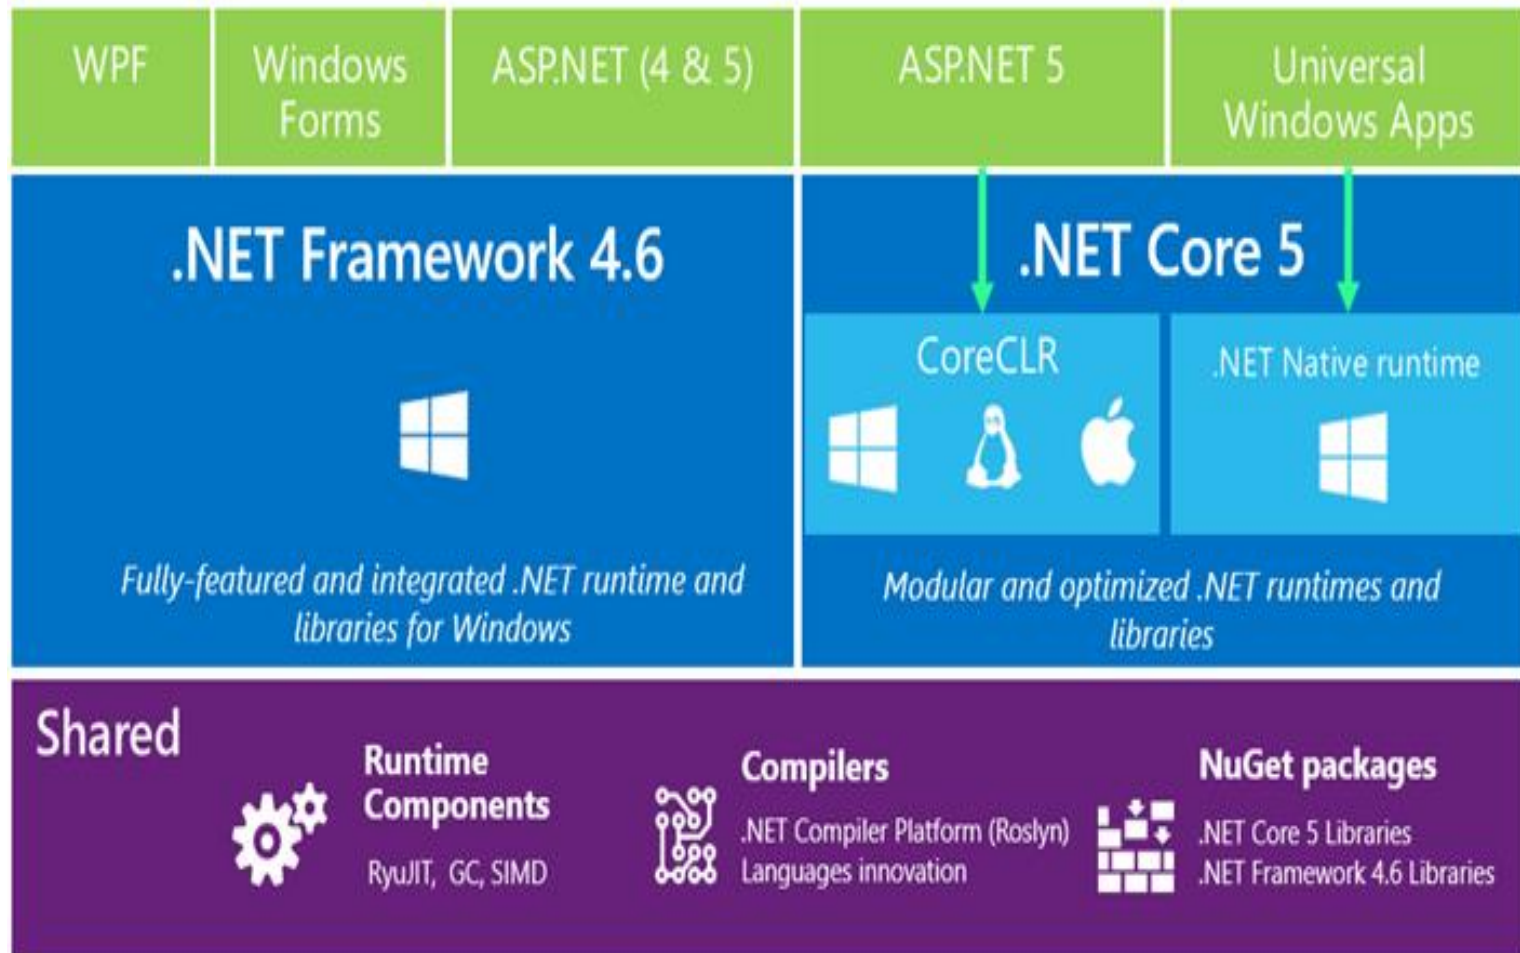 WPF
Windows
Forms
ASP.NET (4 & 5)
ASP.NET 5
Universal
Windows Apps
.NET Framework 4.6
Fully-featured and integrated .NET runtime and
libraries for Windows
.NET Core 5
CoreCLR
.NET Native runtime
Modular and optimized .NET runtimes and
libraries
Shared
Runtime
Components
RyuJIT, GC, SIMD
Compilers
.NET Compiler Platform (Roslyn)
Languages innovation
NuGet packages
.NET Core 5 Libraries
.NET Framework 4.6 Libraries